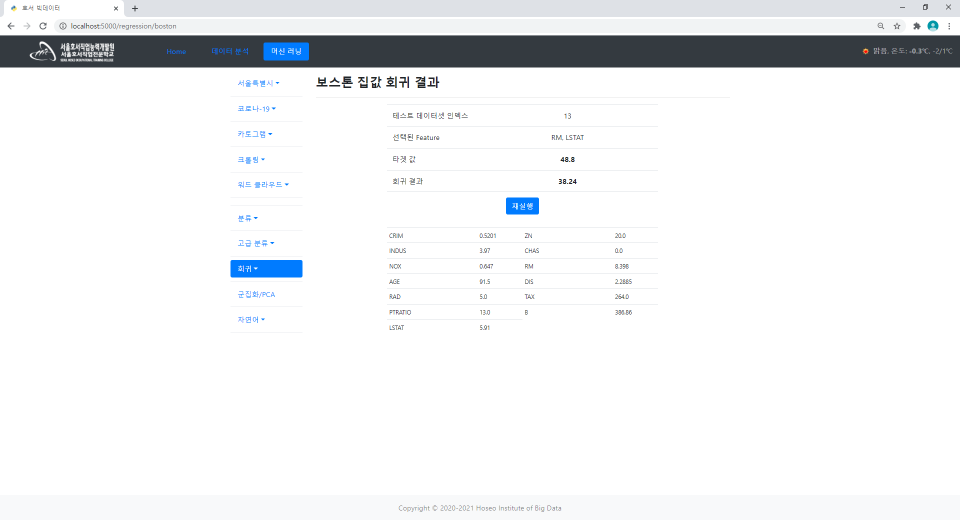 호서 빅데이터
localhost:5000/regression/boston
서울호서직업능력개발원
서울호서직업전문학교
Home 데이터 분석 머신 러닝
맑음, 온도: -0.3℃, -2/1℃
서울특별시
코로나-19
카토그램
크롤링
워드 클라우드
분류
고급 분류
회귀
군집화/PCA
자연어
보스톤 집값 회귀 결과
테스트 데이터셋 인덱스 13
선택된 Feature RM, LSTAT
타겟 값 48.8
회귀 결과 38.24
재실행
CRIM 0.5201 ZN 20.0
INDUS 3.97 CHAS 0.0
NOX 0.647 RM 8.398
AGE 91.5 DIS 2.2885
RAD 5.0 TAX 264.0
PTRATIO 13.0 B 386.86
LSTAT 5.91
Copyright © 2020-2021 Hoseo Institute of Big Data